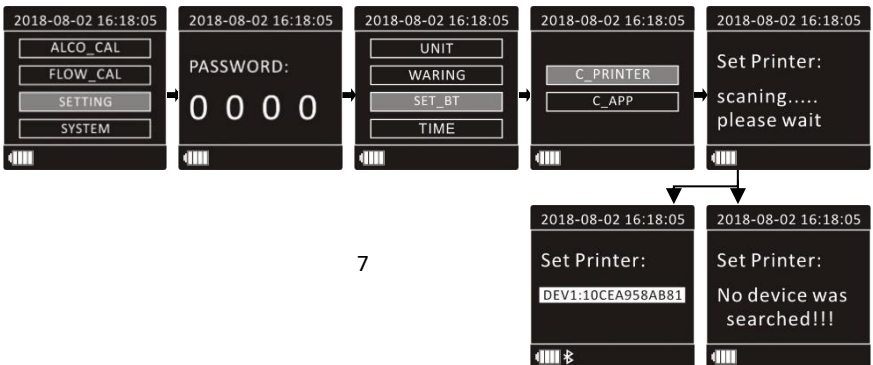 2018-08-02 16:18:05
ALCO_CAL
FLOW_CAL
SETTING
SYSTEM
2018-08-02 16:18:05
PASSWORD:
0 0 0 0
2018-08-02 16:18:05
UNIT
WARING
SET_BT
TIME
2018-08-02 16:18:05
C_PRINTER
C_APP
2018-08-02 16:18:05
Set Printer:
scaning.....
please wait
2018-08-02 16:18:05
Set Printer:
DEV1:10CEA958AB81
2018-08-02 16:18:05
Set Printer:
No device was
searched!!!
7